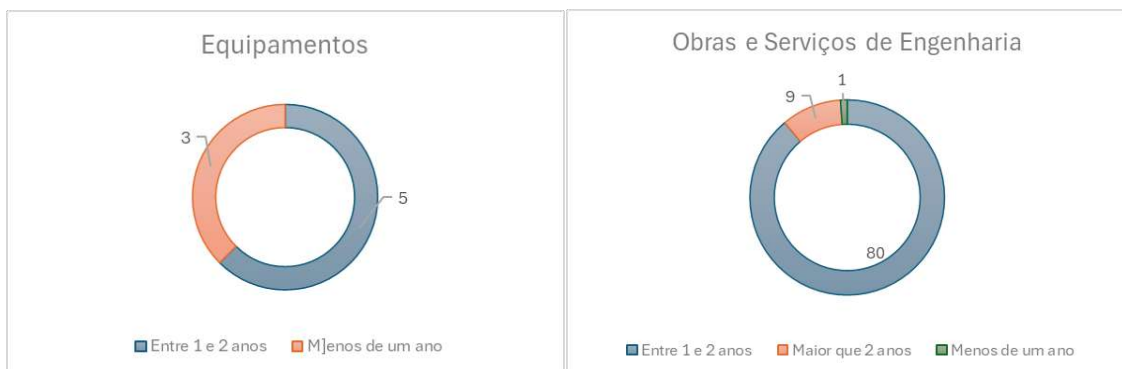 Equipamentos
3
5
Entre 1 e 2 anos
M]enos de um ano
Obras e Serviços de Engenharia
1
9
80
Entre 1 e 2 anos
Maior que 2 anos
Menos de um ano